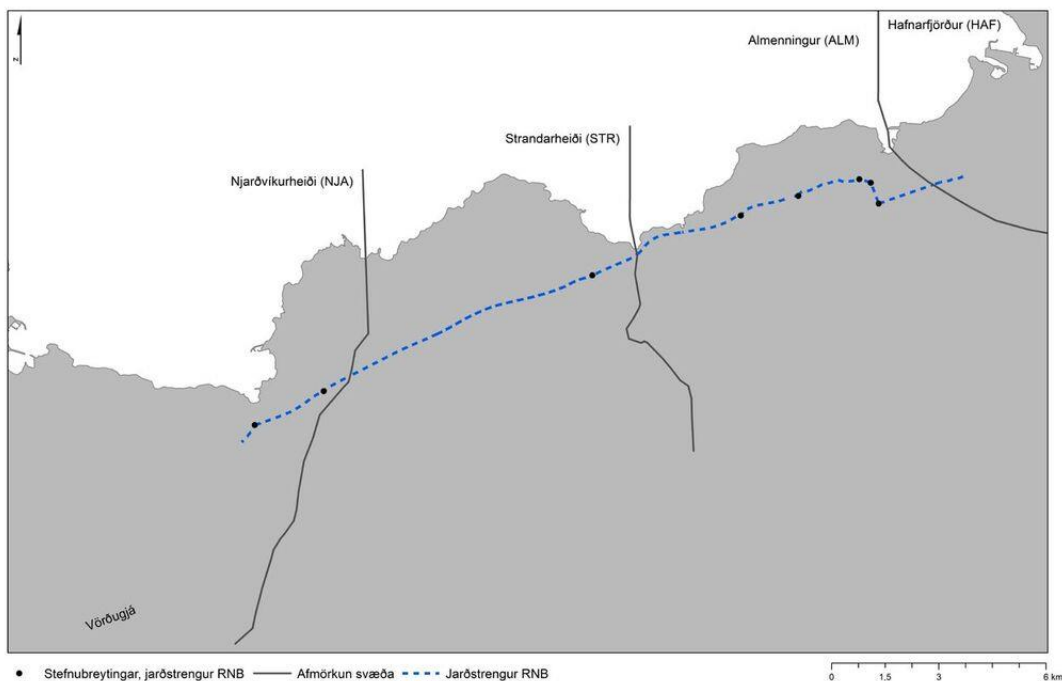 Hafnarfjörður (HAF)
Almenningur (ALM)
Z
Strandarheiði (STR)
Njarðvíkurheiði (NJA)
Vörðugjá
Stefnubreytingar, jarðstrengur RNB
Afmörkun svæða
Jarðstrengur RNB
0 1.5 3 6 km